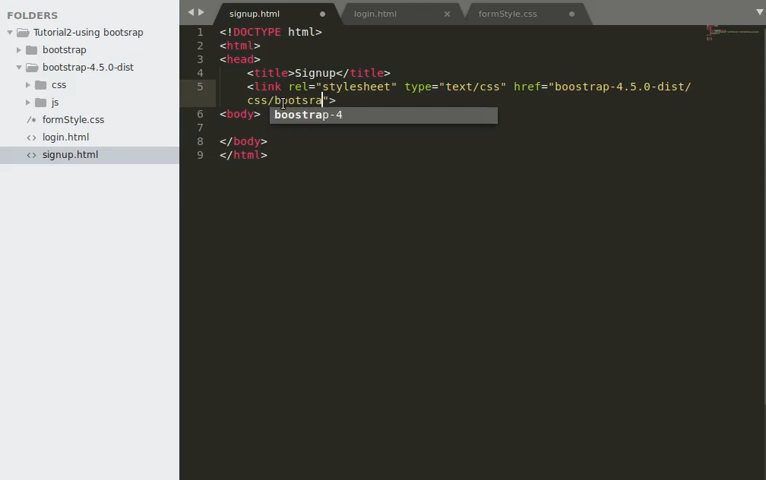 FOLDERS
Tutorial2-using bootsrap
bootstrap
bootstrap-4.5.0-dist
css
js
/* formStyle.css
<> login.html
<> signup.html
signup.html
login.html
formStyle.css
1 <!DOCTYPE html>
2 <html>
3 <head>
4 <title>Signup</title>
5 <link rel="stylesheet" type="text/css" href="boostrap-4.5.0-dist/
css/bootsra">
6 <body>
boostrap-4
7
8 </body>
9 </html>